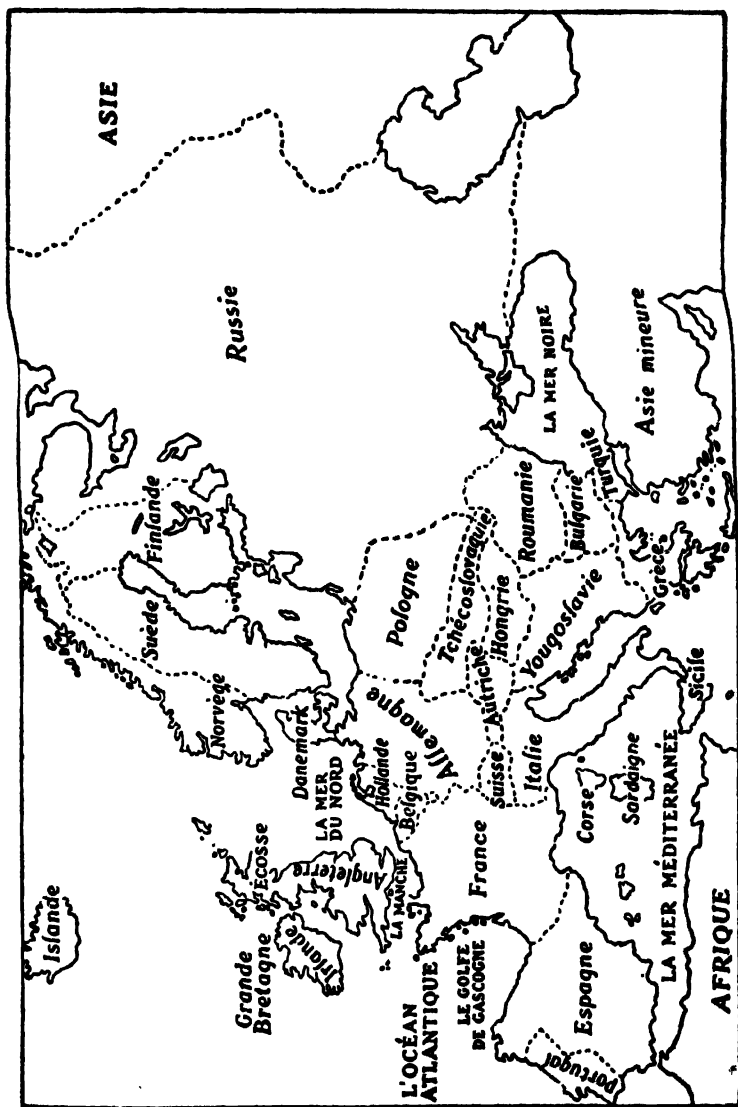 Islande
ASIE
Norvège
Suède
Finlande
Russie
Grande
Bretagne
ÉCOSSE
Irlande
Angleterre
LA MER
DU NORD
Danemark
Hollande
Belgique
Allemagne
Pologne
LA MANCHE
L'OCÉAN
ATLANTIQUE
LE GOLFE
DE GASCOGNE
France
Suisse
Autriche
Tchécoslovaquie
Hongrie
Roumanie
Italie
Yougoslavie
Bulgarie
LA MER NOIRE
Turquie
Portugal
Espagne
Corse
Sardaigne
Sicile
Grèce
Asie mineure
LA MER MÉDITERRANÉE
AFRIQUE